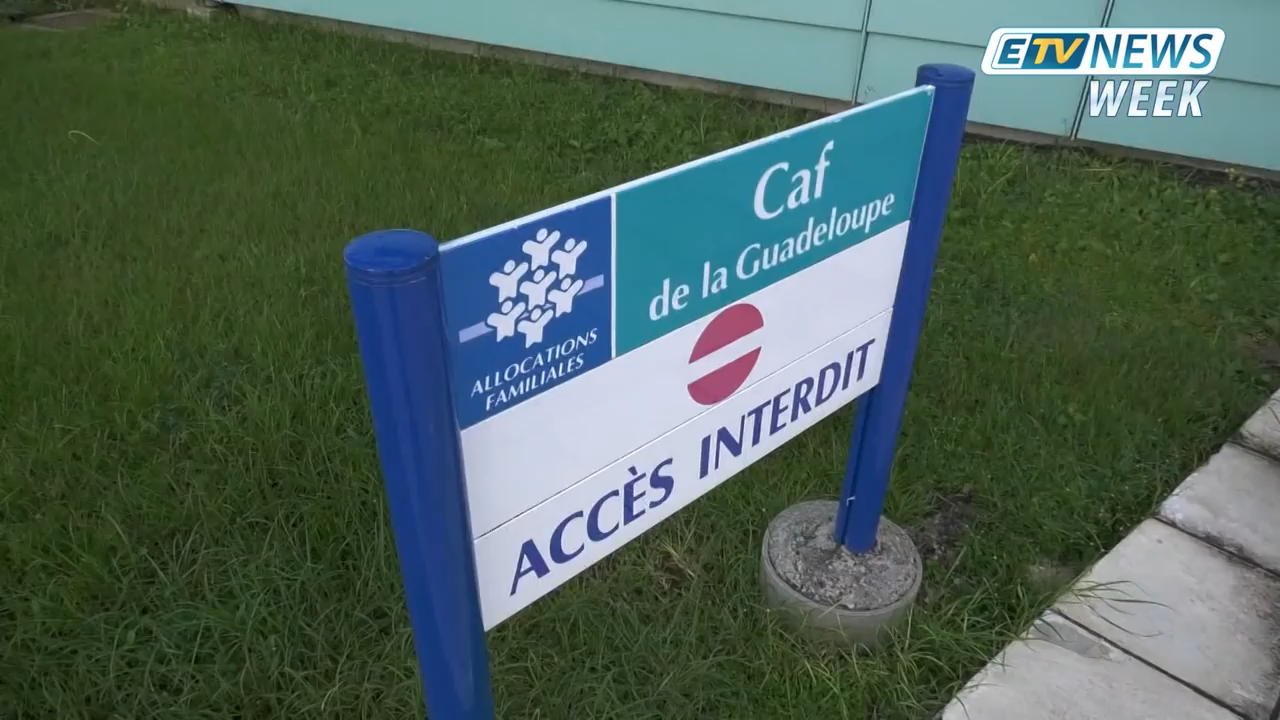 ETV NEWS
WEEK
Caf
de la Guadeloupe
ALLOCATIONS
FAMILIALES
ACCÈS INTERDIT